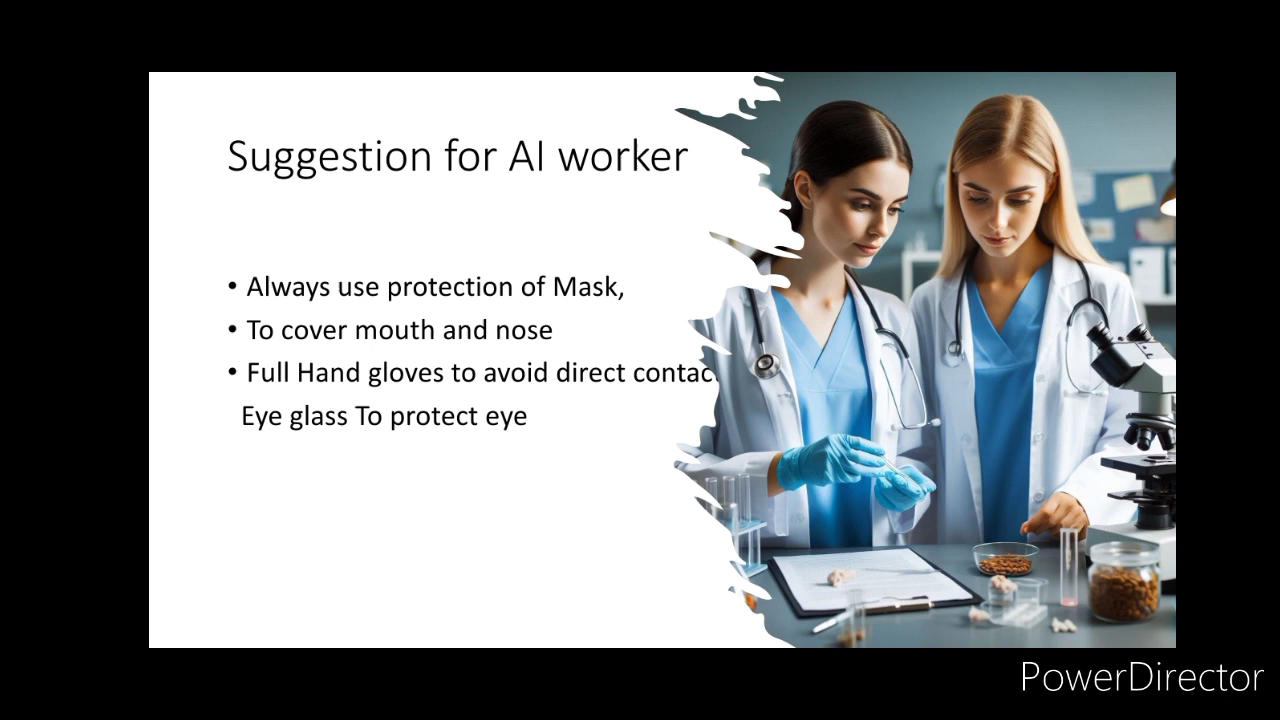 Suggestion for AI worker
• Always use protection of Mask,
• To cover mouth and nose
• Full Hand gloves to avoid direct contac
Eye glass To protect eye
PowerDirector